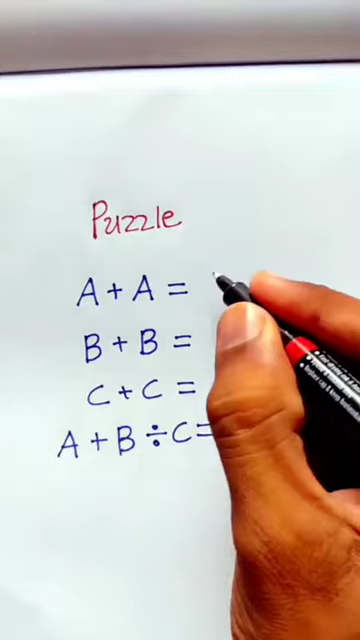 Puzzle
A + A =
B + B =
C + C =
A + B ÷ C =